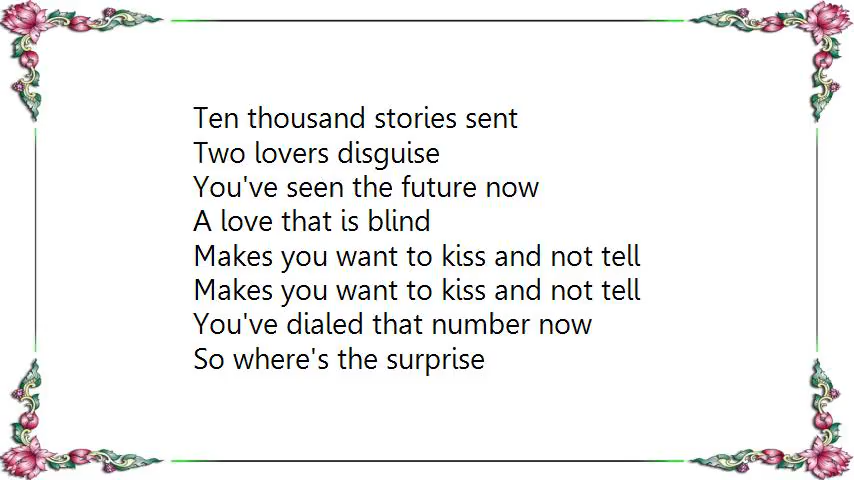 Ten thousand stories sent
Two lovers disguise
You've seen the future now
A love that is blind
Makes you want to kiss and not tell
Makes you want to kiss and not tell
You've dialed that number now
So where's the surprise